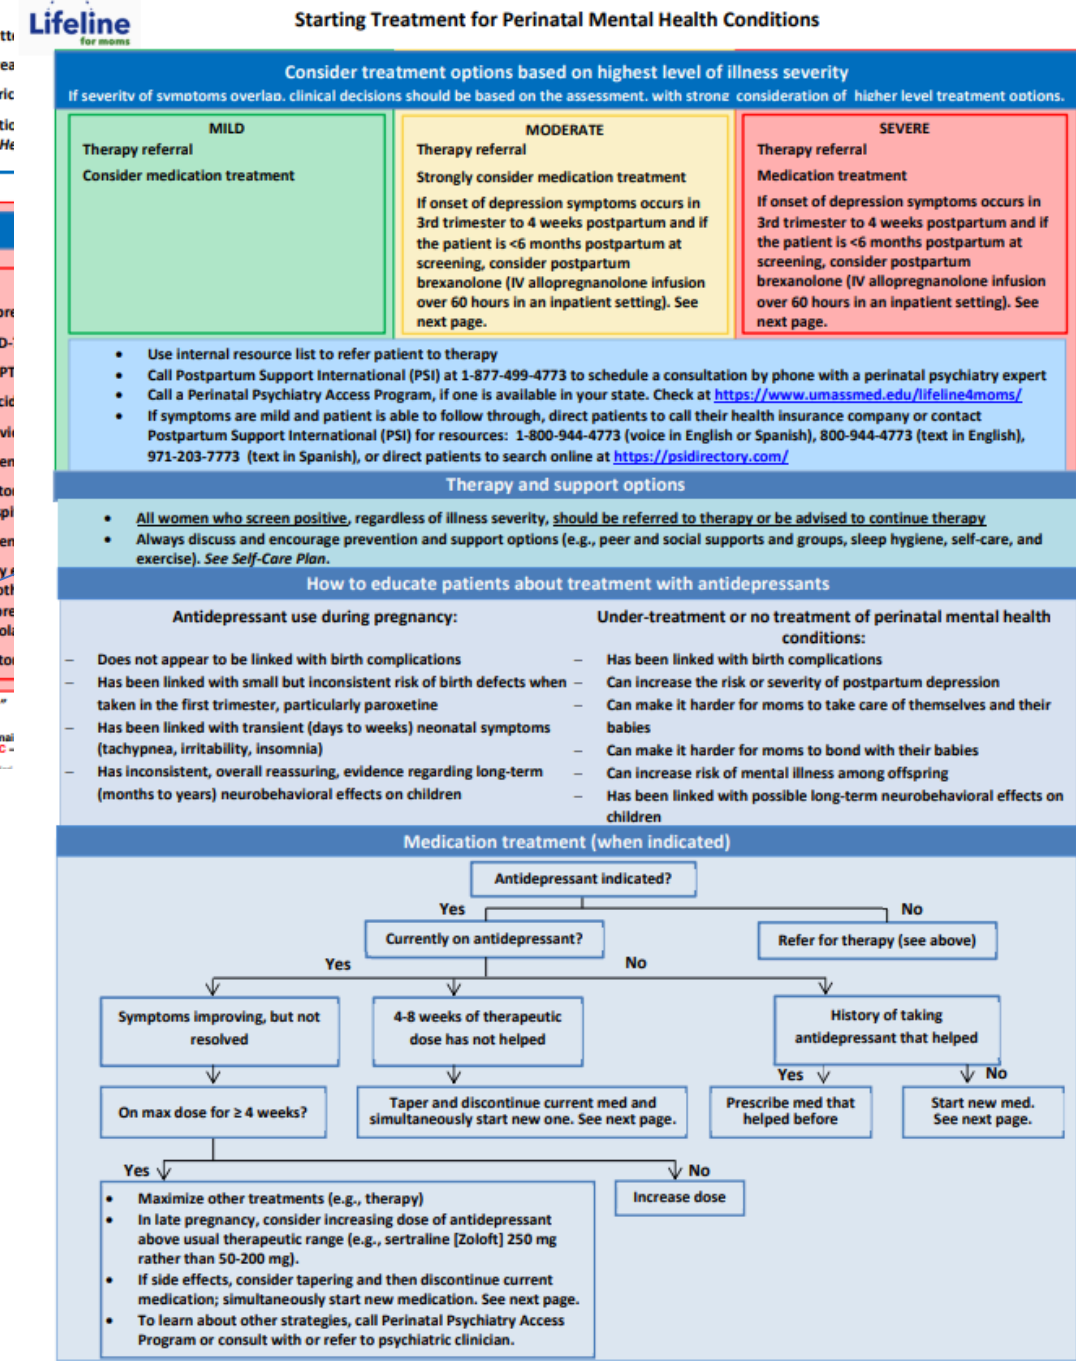 Lifeline
for moms
Starting Treatment for Perinatal Mental Health Conditions
Consider treatment options based on highest level of illness severity
If severity of symptoms overlap, clinical decisions should be based on the assessment, with strong consideration of higher level treatment options.
MILD
Therapy referral
Consider medication treatment
MODERATE
Therapy referral
Strongly consider medication treatment
If onset of depression symptoms occurs in
3rd trimester to 4 weeks postpartum and if
the patient is <6 months postpartum at
screening, consider postpartum
brexanolone (IV allopregnanolone infusion
over 60 hours in an inpatient setting). See
next page.
SEVERE
Therapy referral
Medication treatment
If onset of depression symptoms occurs in
3rd trimester to 4 weeks postpartum and if
the patient is <6 months postpartum at
screening, consider postpartum
brexanolone (IV allopregnanolone infusion
over 60 hours in an inpatient setting). See
next page.
• Use internal resource list to refer patient to therapy
• Call Postpartum Support International (PSI) at 1-877-499-4773 to schedule a consultation by phone with a perinatal psychiatry expert
• Call a Perinatal Psychiatry Access Program, if one is available in your state. Check at https://www.umassmed.edu/lifeline4moms/
• If symptoms are mild and patient is able to follow through, direct patients to call their health insurance company or contact
Postpartum Support International (PSI) for resources: 1-800-944-4773 (voice in English or Spanish), 800-944-4773 (text in English),
971-203-7773 (text in Spanish), or direct patients to search online at https://psidirectory.com/
Therapy and support options
• All women who screen positive, regardless of illness severity, should be referred to therapy or be advised to continue therapy
• Always discuss and encourage prevention and support options (e.g., peer and social supports and groups, sleep hygiene, self-care, and
exercise). See Self-Care Plan.
How to educate patients about treatment with antidepressants
Antidepressant use during pregnancy:
– Does not appear to be linked with birth complications
– Has been linked with small but inconsistent risk of birth defects when
taken in the first trimester, particularly paroxetine
– Has been linked with transient (days to weeks) neonatal symptoms
(tachypnea, irritability, insomnia)
– Has inconsistent, overall reassuring, evidence regarding long-term
(months to years) neurobehavioral effects on children
Under-treatment or no treatment of perinatal mental health
conditions:
– Has been linked with birth complications
– Can increase the risk or severity of postpartum depression
– Can make it harder for moms to take care of themselves and their
babies
– Can make it harder for moms to bond with their babies
– Can increase risk of mental illness among offspring
– Has been linked with possible long-term neurobehavioral effects on
children
Medication treatment (when indicated)
Antidepressant indicated?
Yes
No
Currently on antidepressant?
Refer for therapy (see above)
Yes
No
Symptoms improving, but not
resolved
4-8 weeks of therapeutic
dose has not helped
History of taking
antidepressant that helped
Yes
No
On max dose for ≥ 4 weeks?
Taper and discontinue current med and
simultaneously start new one. See next page.
Prescribe med that
helped before
Start new med.
See next page.
Yes
No
• Maximize other treatments (e.g., therapy)
• In late pregnancy, consider increasing dose of antidepressant
above usual therapeutic range (e.g., sertraline [Zoloft] 250 mg
rather than 50-200 mg).
• If side effects, consider tapering and then discontinue current
medication; simultaneously start new medication. See next page.
• To learn about other strategies, call Perinatal Psychiatry Access
Program or consult with or refer to psychiatric clinician.
Increase dose